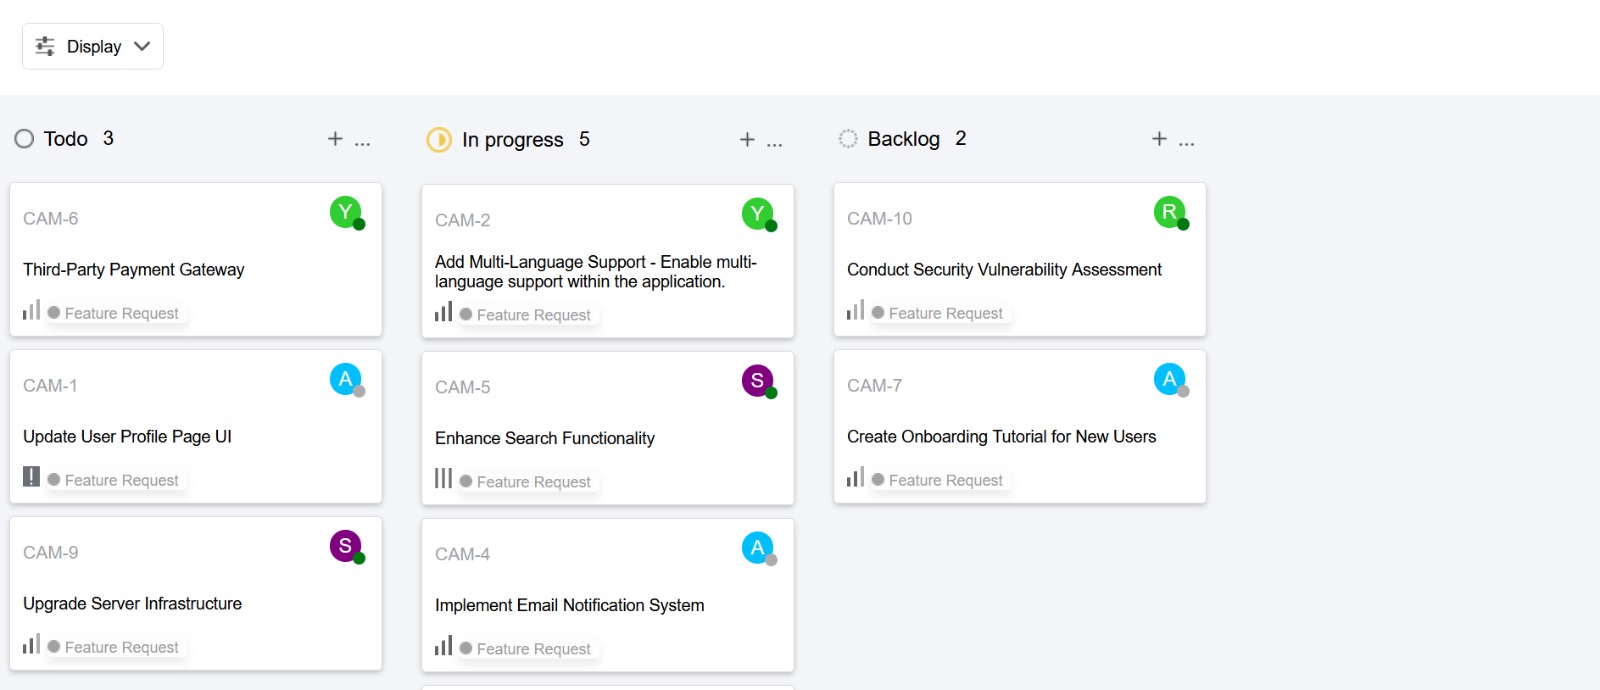 Display
Todo 3 + ...
CAM-6
Y
Third-Party Payment Gateway
Feature Request
CAM-1
A
Update User Profile Page UI
! Feature Request
CAM-9
S
Upgrade Server Infrastructure
Feature Request
In progress 5 + ...
CAM-2
Y
Add Multi-Language Support - Enable multi-
language support within the application.
Feature Request
CAM-5
S
Enhance Search Functionality
Feature Request
CAM-4
A
Implement Email Notification System
Feature Request
Backlog 2 + ...
CAM-10
R
Conduct Security Vulnerability Assessment
Feature Request
CAM-7
A
Create Onboarding Tutorial for New Users
Feature Request